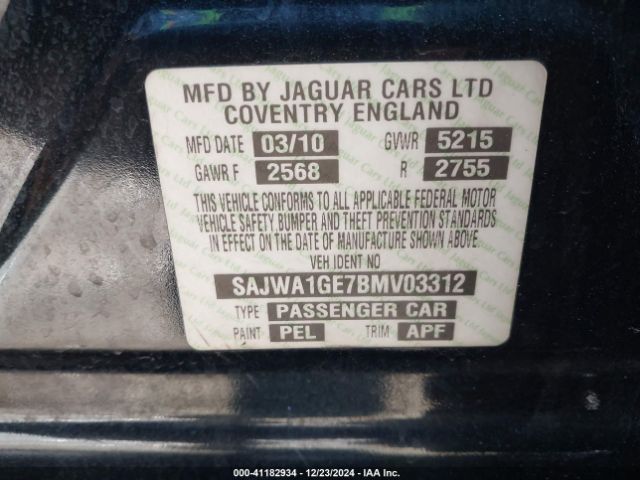 MFD BY JAGUAR CARS LTD
COVENTRY ENGLAND
MFD DATE 03/10 GVWR 5215
GAWR F 2568 R 2755
THIS VEHICLE CONFORMS TO ALL APPLICABLE FEDERAL MOTOR
VEHICLE SAFETY, BUMPER AND THEFT PREVENTION STANDARDS
IN EFFECT ON THE DATE OF MANUFACTURE SHOWN ABOVE.
VEH IDENT NO
SAJWA1GE7BMV03312
TYPE PASSENGER CAR
PAINT PEL TRIM APF
000-41182934 - 12/23/2024 - IAA Inc.